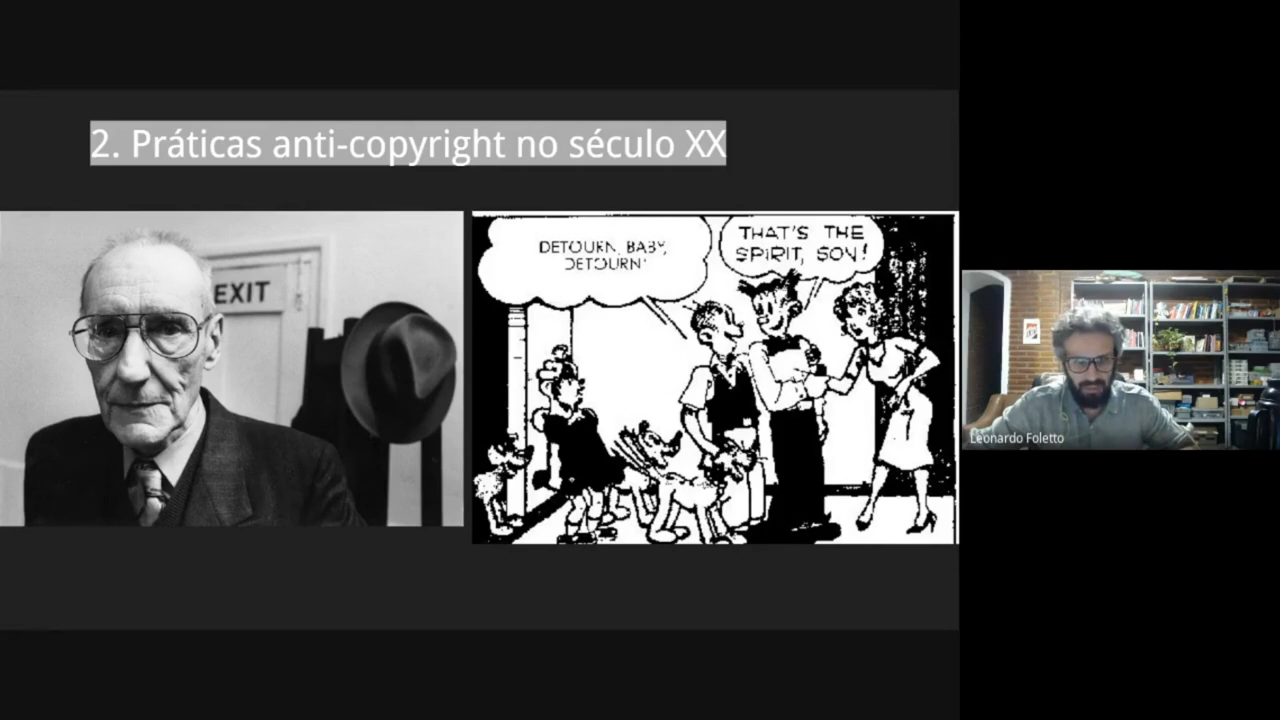 2. Práticas anti-copyright no século XX
EXIT
DETOURN, BABY,
DETOURN!
THAT'S THE
SPIRIT, SON!
Leonardo Foletto